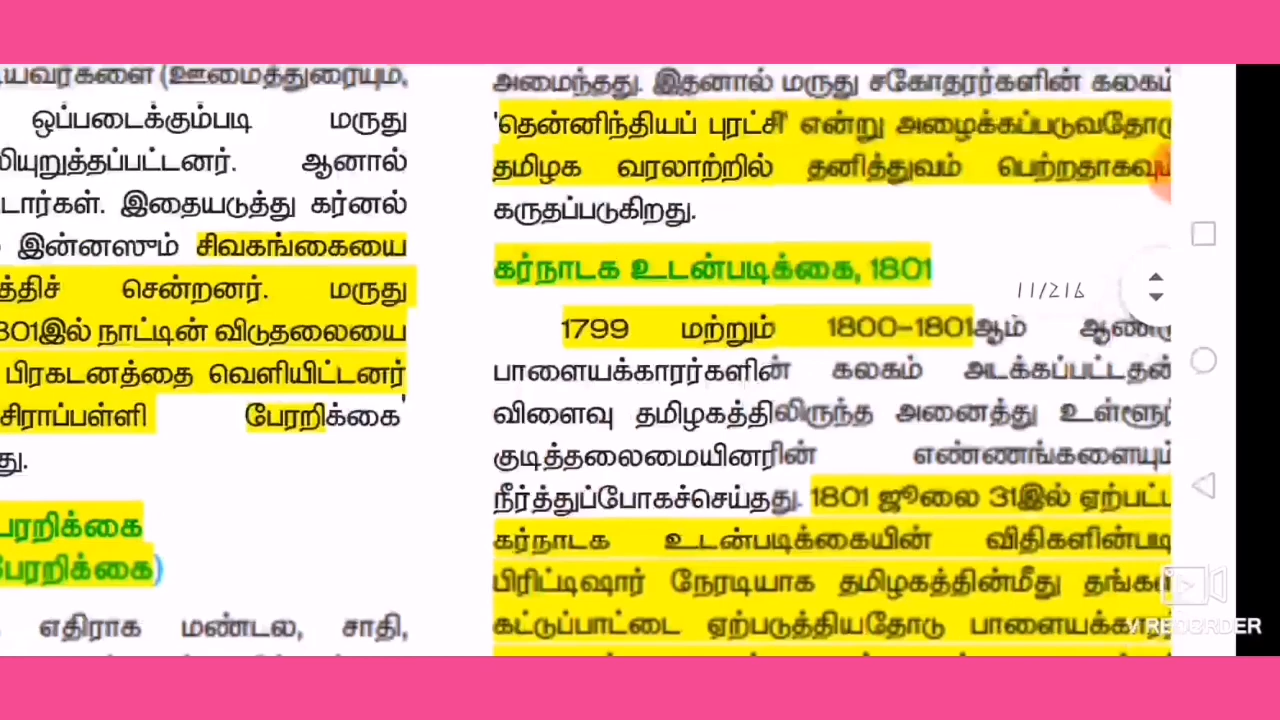 யவர்களை (ஊமைத்துரையும்,
ஒப்படைக்கும்படி மருது
லியுறுத்தப்பட்டனர். ஆனால்
டார்கள். இதையடுத்து கர்னல்
இன்னஸும் சிவகங்கையை
த்திச் சென்றனர். மருது
801இல் நாட்டின் விடுதலையை
பிரகடனத்தை வெளியிட்டனர்
சிராப்பள்ளி பேரறிக்கை'
து.
பேரறிக்கை
பேரறிக்கை)
எதிராக மண்டல, சாதி,
அமைந்தது. இதனால் மருது சகோதரர்களின் கலகம்
'தென்னிந்தியப் புரட்சி' என்று அழைக்கப்படுவதோடு
தமிழக வரலாற்றில் தனித்துவம் பெற்றதாகவும்
கருதப்படுகிறது.
கர்நாடக உடன்படிக்கை, 1801
1799 மற்றும் 1800-1801ஆம் ஆண்டு
பாளையக்காரர்களின் கலகம் அடக்கப்பட்டதன்
விளைவு தமிழகத்திலிருந்த அனைத்து உள்ளூர்
குடித்தலைமையினரின் எண்ணங்களையும்
நீர்த்துப்போகச்செய்தது. 1801 ஜூலை 31இல் ஏற்பட்ட
கர்நாடக உடன்படிக்கையின் விதிகளின்படி
பிரிட்டிஷார் நேரடியாக தமிழகத்தின்மீது தங்கள்
கட்டுப்பாட்டை ஏற்படுத்தியதோடு பாளையக்கார
11/216
V RECORDER